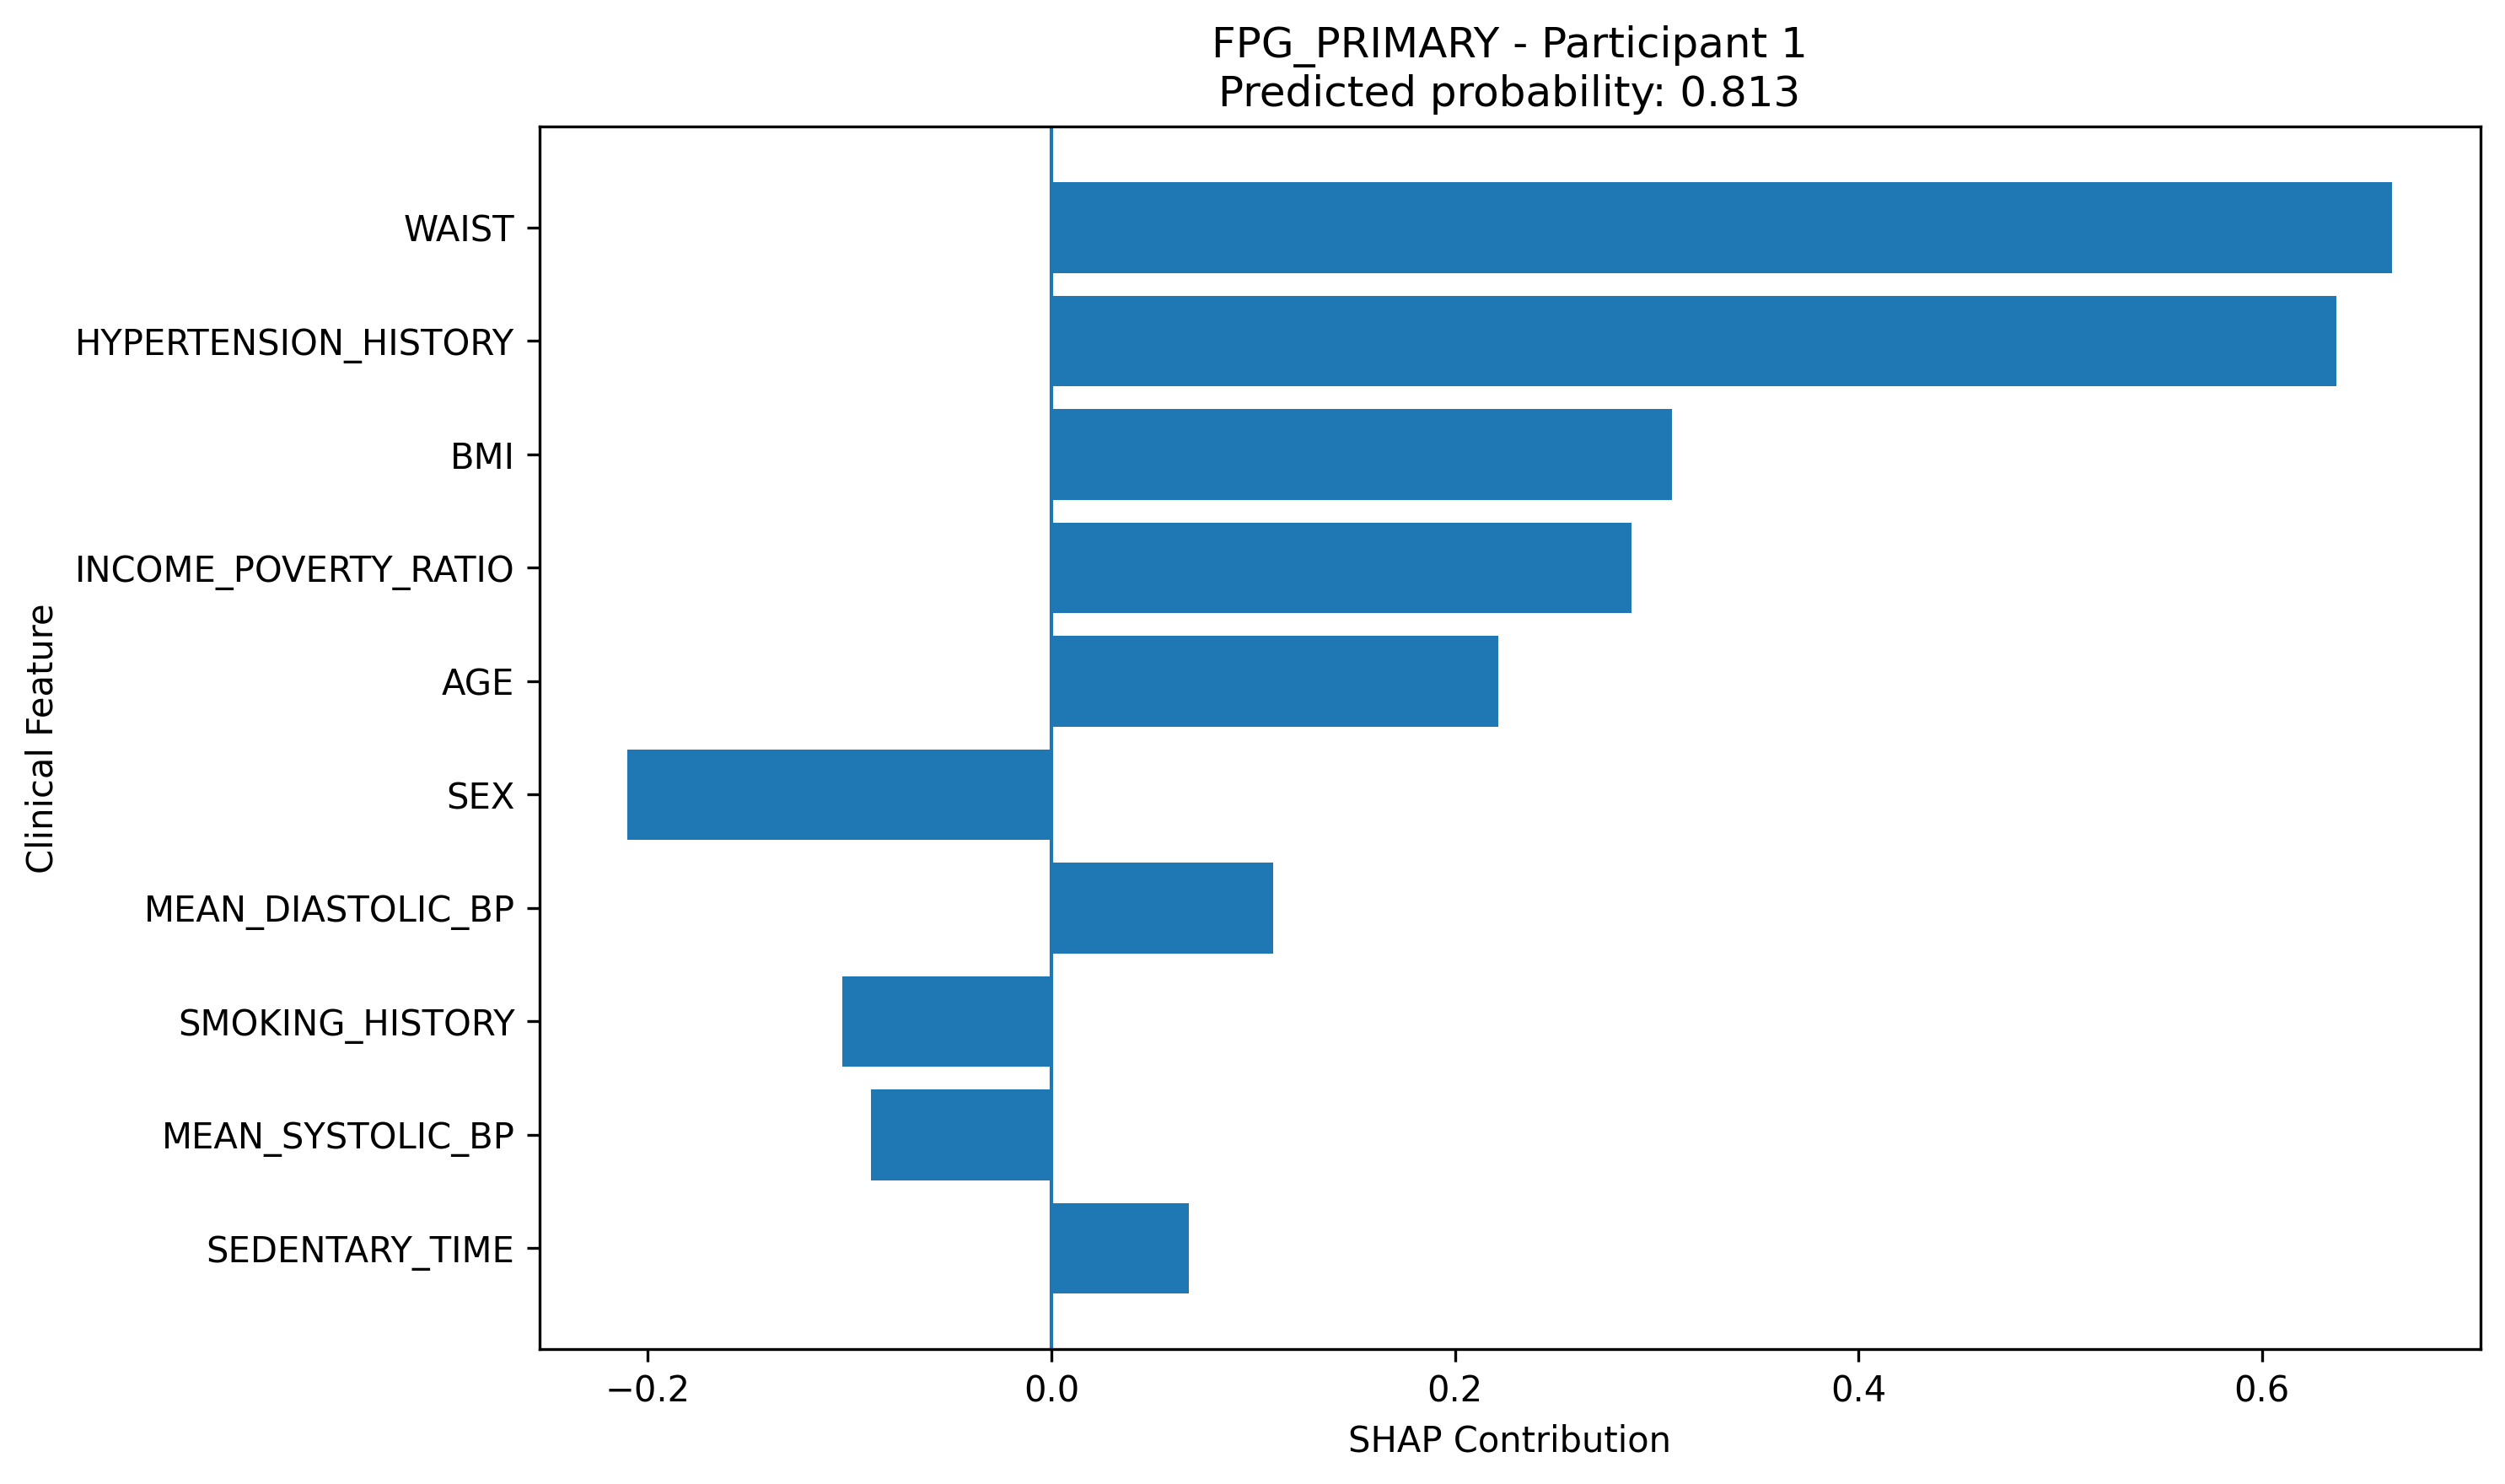 FPG_PRIMARY - Participant 1
Predicted probability: 0.813
Clinical Feature
WAIST
HYPERTENSION_HISTORY
BMI
INCOME_POVERTY_RATIO
AGE
SEX
MEAN_DIASTOLIC_BP
SMOKING_HISTORY
MEAN_SYSTOLIC_BP
SEDENTARY_TIME
−0.2 0.0 0.2 0.4 0.6
SHAP Contribution